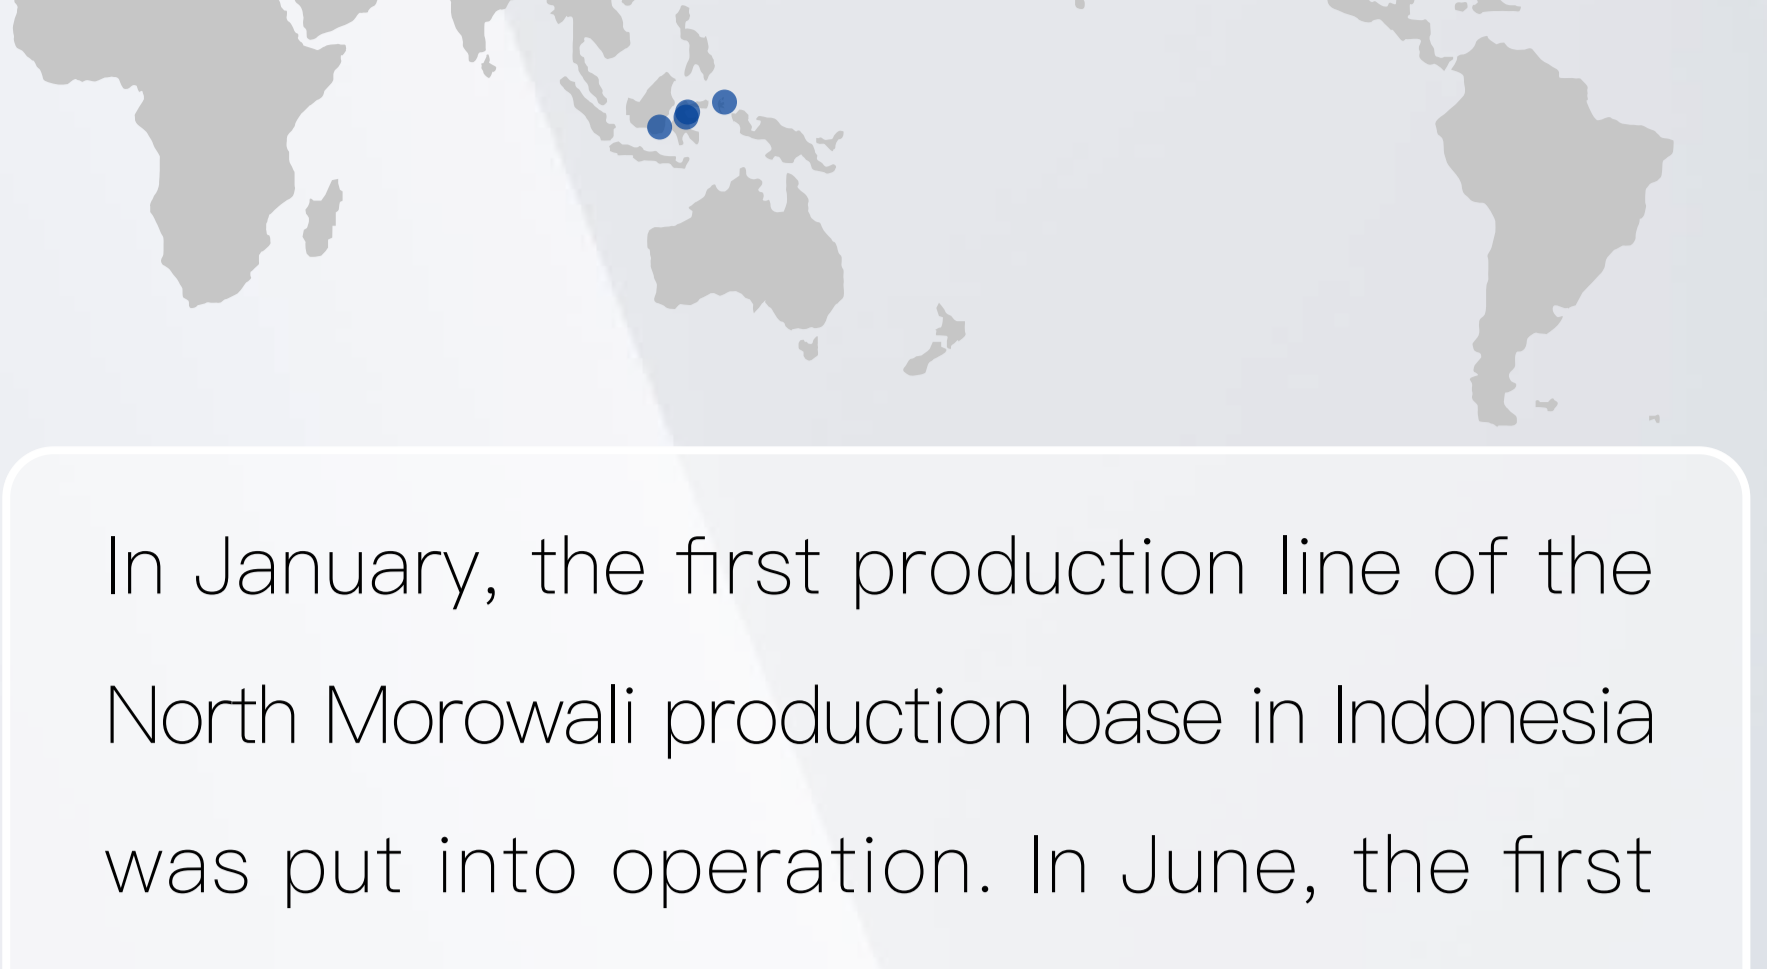 In January, the first production line of the
North Morowali production base in Indonesia
was put into operation. In June, the first